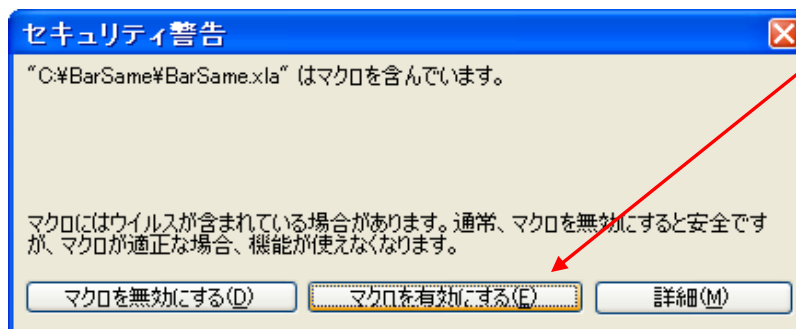 セキュリティ警告
"C:¥BarSame¥BarSame.xla" はマクロを含んでいます。
マクロにはウイルスが含まれている場合があります。通常、マクロを無効にすると安全です
が、マクロが適正な場合、機能が使えなくなります。
マクロを無効にする(D) マクロを有効にする(E) 詳細(M)